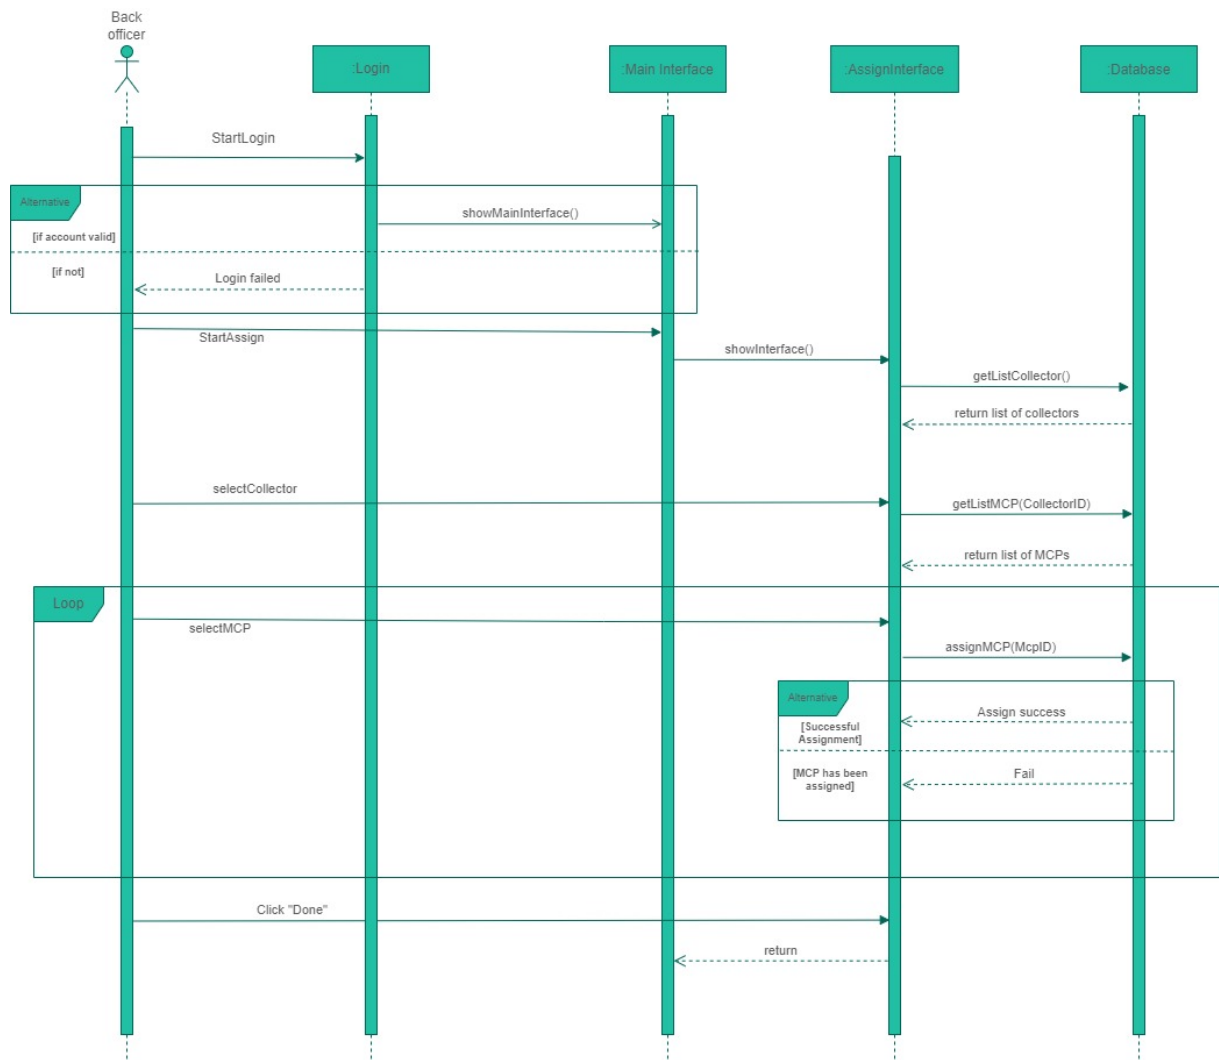 Back
officer
:Login
:Main Interface
:AssignInterface
:Database
StartLogin
Alternative
showMainInterface()
[if account valid]
[if not]
Login failed
StartAssign
showInterface()
getListCollector()
return list of collectors
selectCollector
getListMCP(CollectorID)
return list of MCPs
Loop
selectMCP
assignMCP(McpID)
Alternative
Assign success
[Successful
Assignment]
[MCP has been
assigned]
Fail
Click "Done"
return